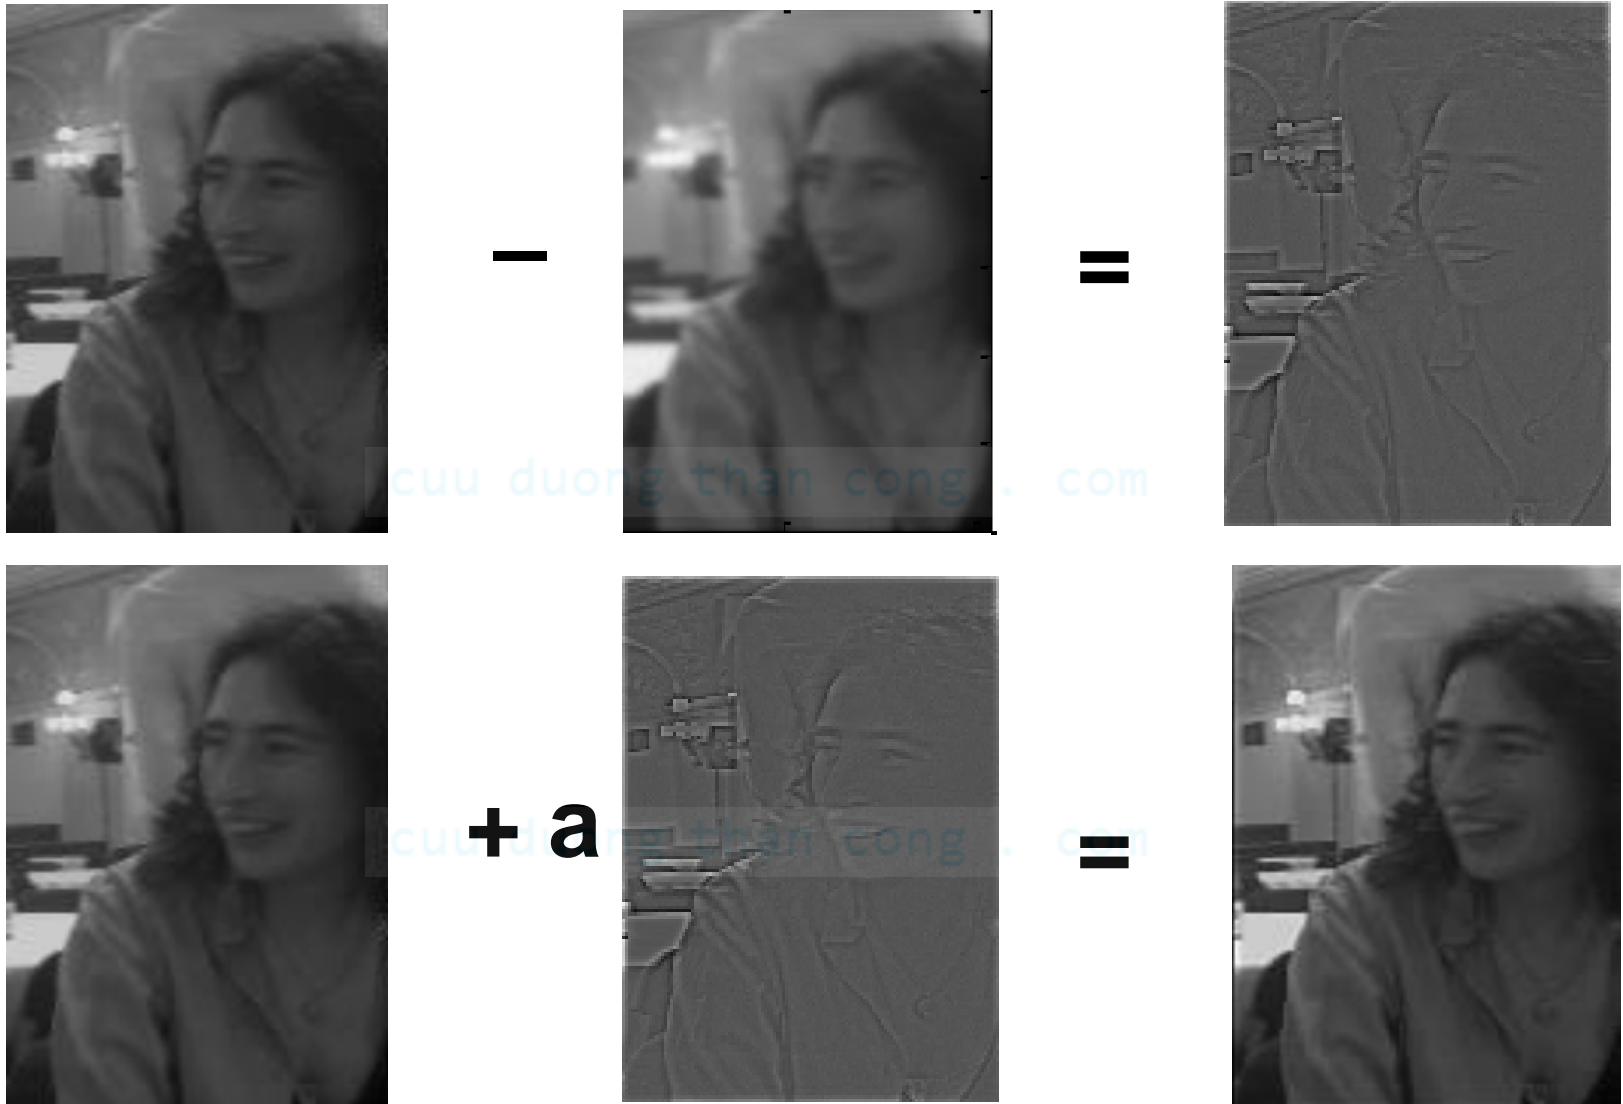 −
=
cuu duong than cong . com
+ a
=
cuu duong than cong . com